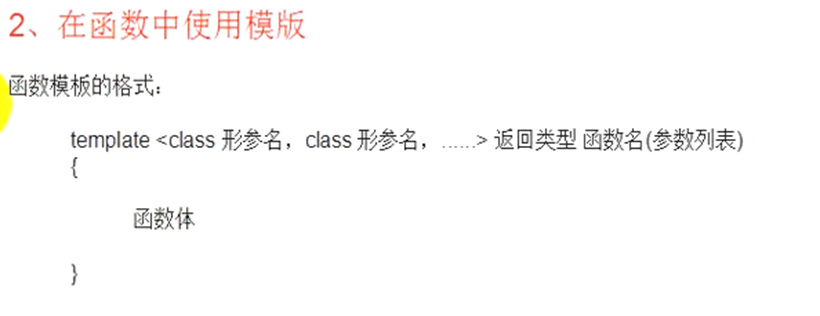 2、在函数中使用模版
函数模板的格式：
template <class 形参名，class 形参名，......> 返回类型 函数名(参数列表)
{
函数体
}